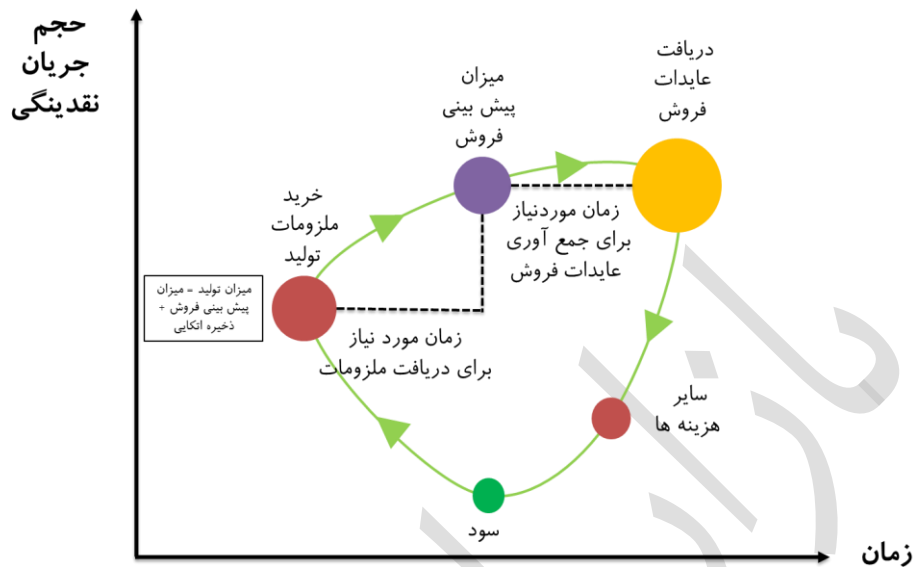 حجم
جریان
نقدینگی
دریافت
عایدات
فروش
میزان
پیش بینی
فروش
خرید
ملزومات
تولید
زمان موردنیاز
برای جمع آوری
عایدات فروش
میزان تولید = میزان
پیش بینی فروش +
ذخیره اتکایی
زمان مورد نیاز
برای دریافت ملزومات
سایر
هزینه ها
سود
زمان